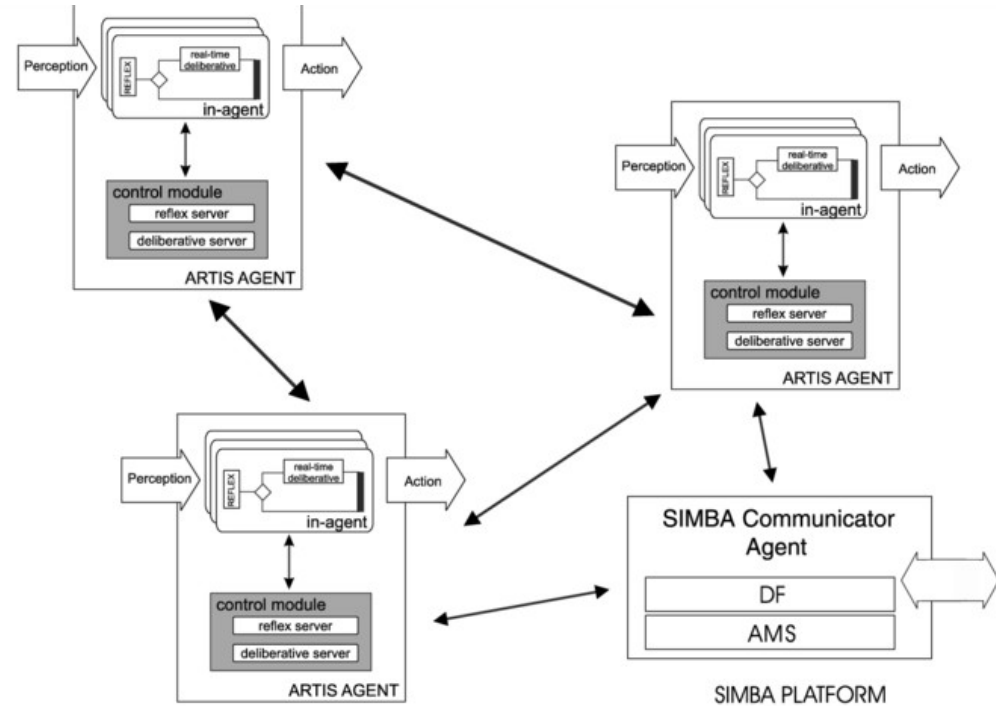 Perception
REFLEX
real-time
deliberative
in-agent
Action
control module
reflex server
deliberative server
ARTIS AGENT
Perception
REFLEX
real-time
deliberative
in-agent
Action
control module
reflex server
deliberative server
ARTIS AGENT
Perception
REFLEX
real-time
deliberative
in-agent
Action
control module
reflex server
deliberative server
ARTIS AGENT
SIMBA Communicator
Agent
DF
AMS
SIMBA PLATFORM